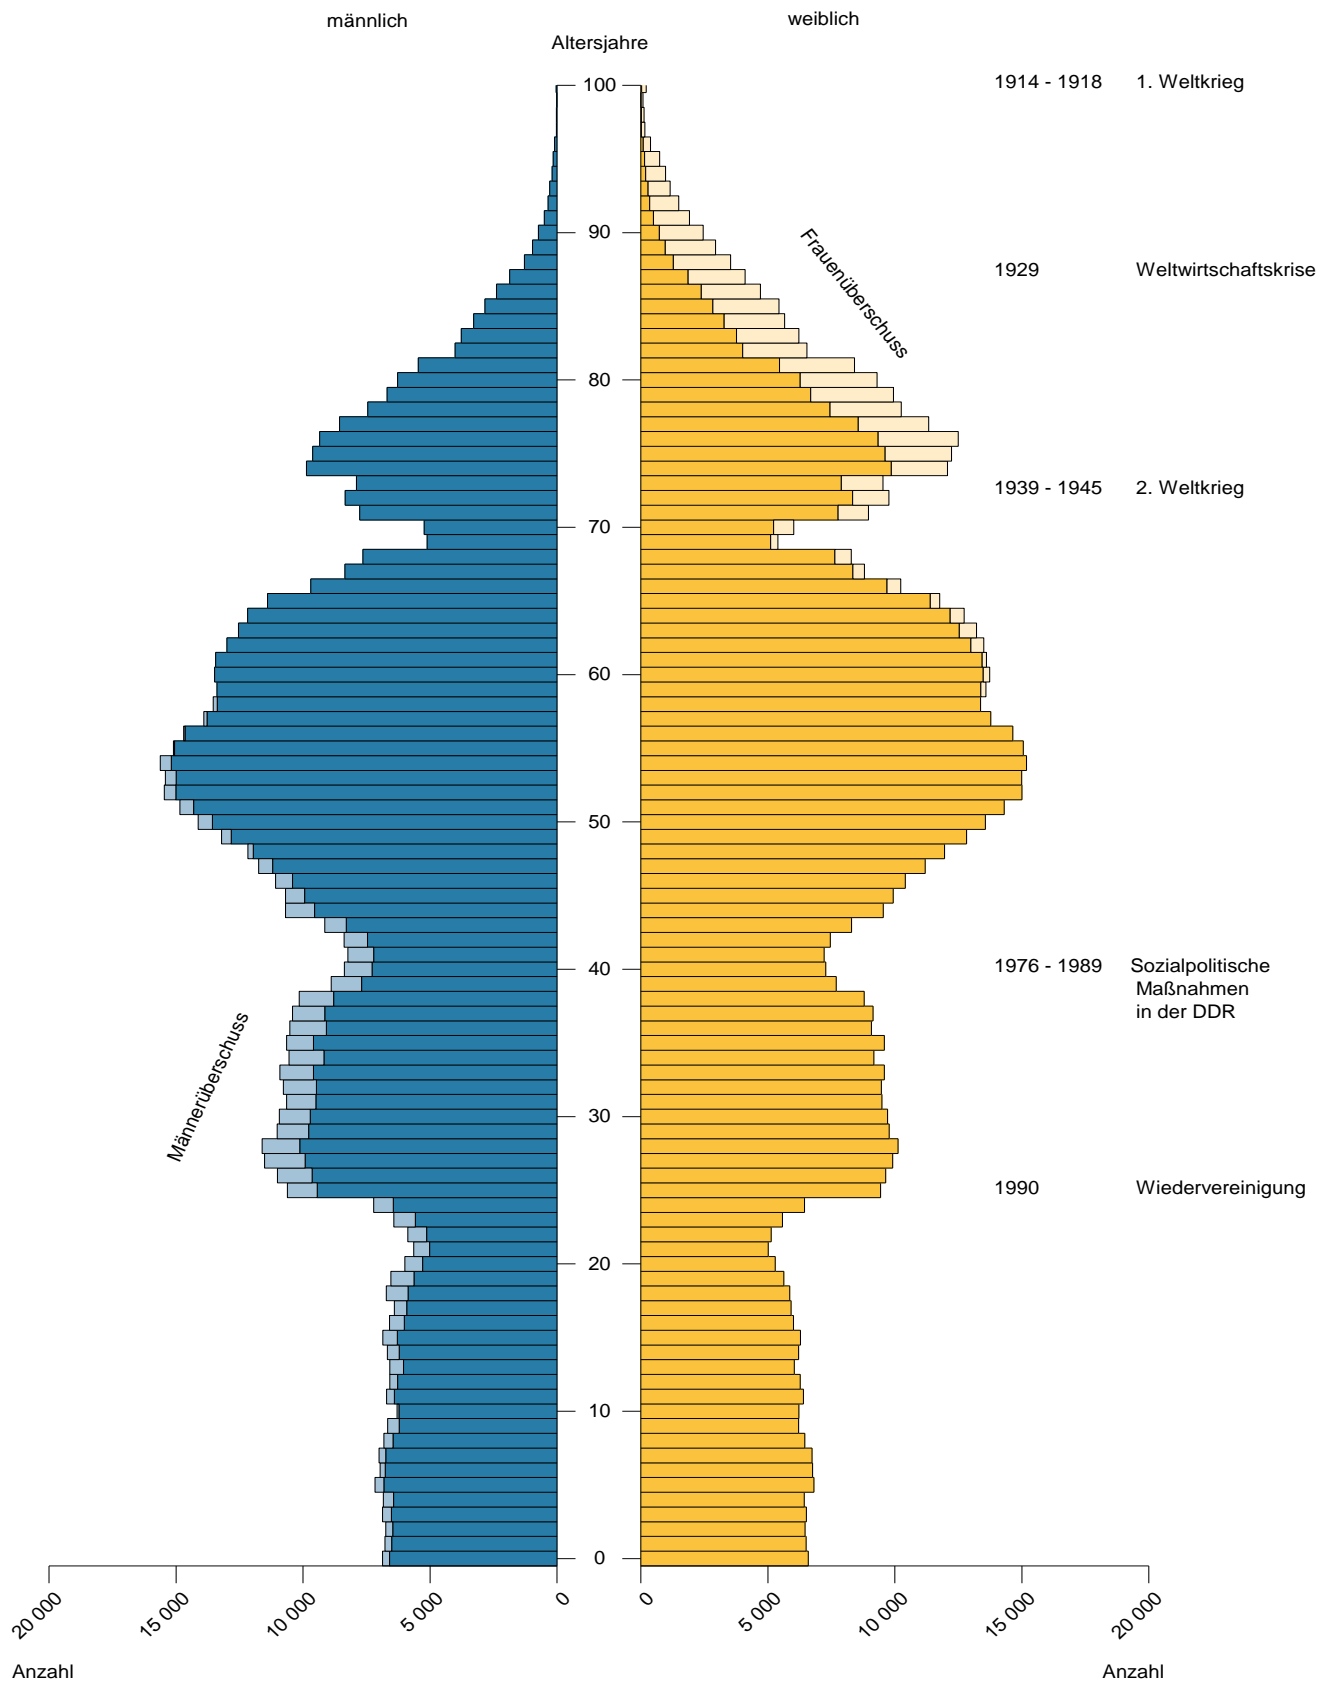 männlich
weiblich
Altersjahre
100
1914 - 1918 1. Weltkrieg
90
Frauenüberschuss
1929 Weltwirtschaftskrise
80
1939 - 1945 2. Weltkrieg
70
60
50
40
1976 - 1989 Sozialpolitische
Maßnahmen
in der DDR
Männerüberschuss
30
1990 Wiedervereinigung
20
10
0
20 000 15 000 10 000 5 000 0 0 5 000 10 000 15 000 20 000
Anzahl Anzahl